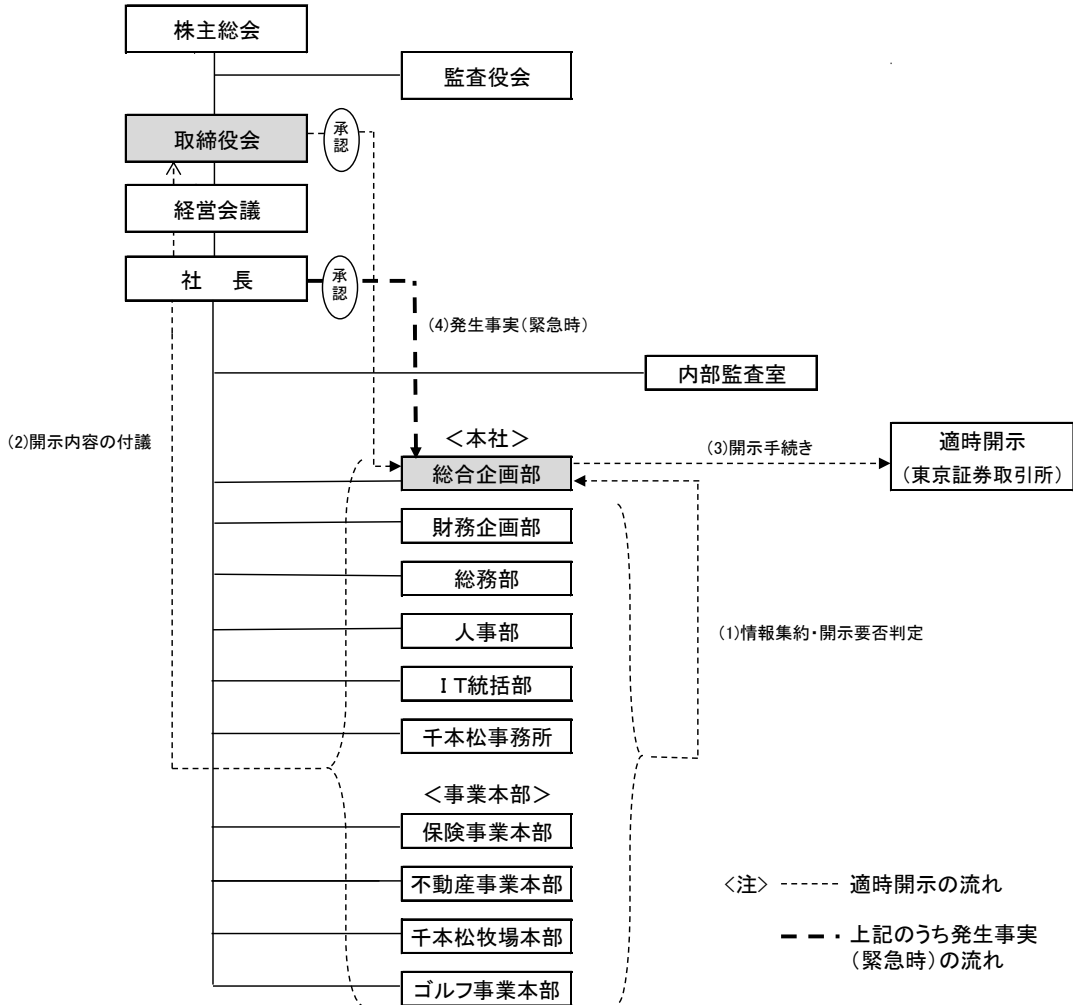 株主総会
監査役会
取締役会
承認
経営会議
社 長
承認
(4)発生事実(緊急時)
内部監査室
(2)開示内容の付議
＜本社＞
総合企画部
(3)開示手続き
適時開示
(東京証券取引所)
財務企画部
総務部
人事部
(1)情報集約・開示要否判定
ＩＴ統括部
千本松事務所
＜事業本部＞
保険事業本部
不動産事業本部
＜注＞ 適時開示の流れ
千本松牧場本部
上記のうち発生事実
(緊急時)の流れ
ゴルフ事業本部